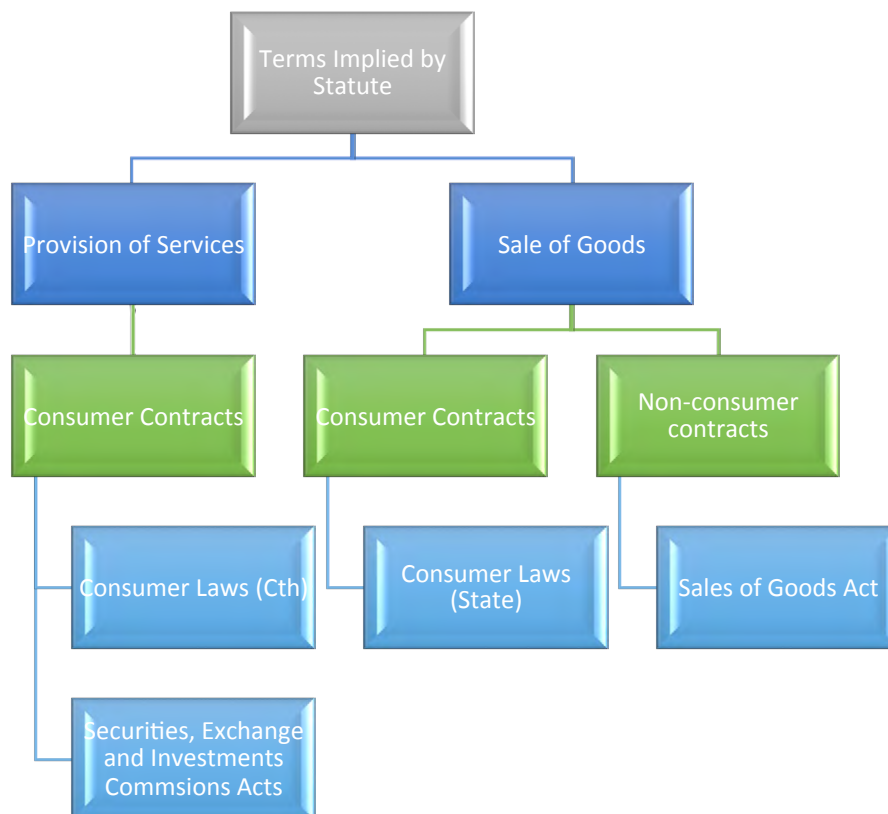 Terms Implied by
Statute
Provision of Services
Sale of Goods
Consumer Contracts
Consumer Contracts
Non-consumer
contracts
Consumer Laws (Cth)
Consumer Laws
(State)
Sales of Goods Act
Securities, Exchange
and Investments
Commsions Acts